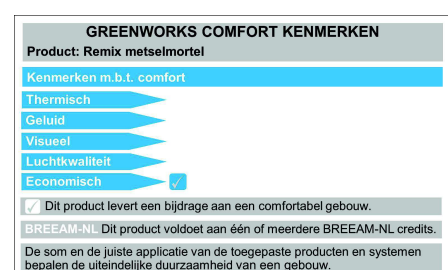 GREENWORKS COMFORT KENMERKEN
Product: Remix metselmortel
Kenmerken m.b.t. comfort
Thermisch
Geluid
Visueel
Luchtkwaliteit
Economisch
Dit product levert een bijdrage aan een comfortabel gebouw.
BREEAM-NL Dit product voldoet aan één of meerdere BREEAM-NL credits.
De som en de juiste applicatie van de toegepaste producten en systemen
bepalen de uiteindelijke duurzaamheid van een gebouw.